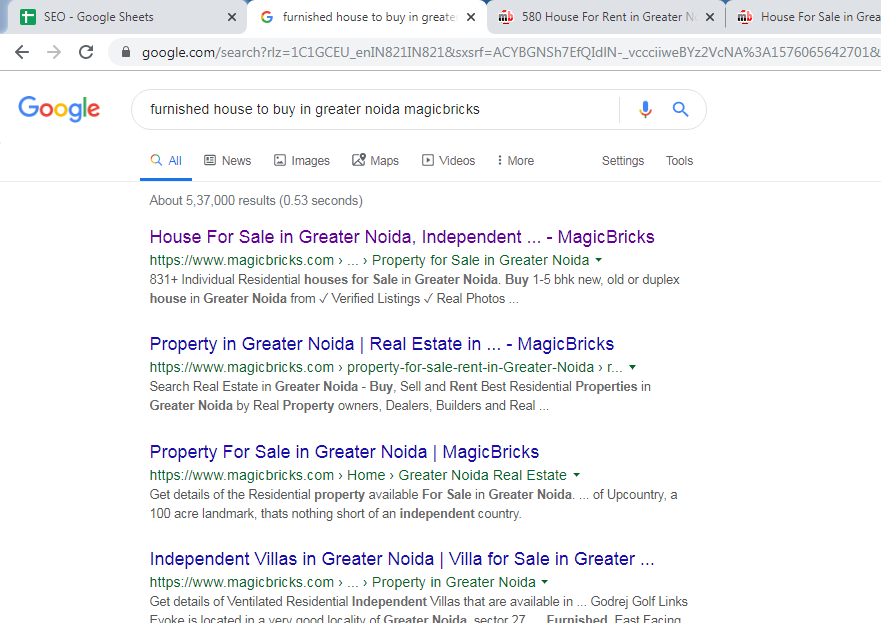 SEO - Google Sheets
furnished house to buy in greate
580 House For Rent in Greater N
House For Sale in Grea
google.com/search?rlz=1C1GCEU_enIN821IN821&sxsrf=ACYBGNSh7EfQIdIN-_vccciiweBYz2VcNA%3A1576065642701&
Google
furnished house to buy in greater noida magicbricks
All News Images Maps Videos More Settings Tools
About 5,37,000 results (0.53 seconds)
House For Sale in Greater Noida, Independent ... - MagicBricks
https://www.magicbricks.com › ... › Property for Sale in Greater Noida
831+ Individual Residential houses for Sale in Greater Noida. Buy 1-5 bhk new, old or duplex
house in Greater Noida from ✓ Verified Listings ✓ Real Photos ...
Property in Greater Noida | Real Estate in ... - MagicBricks
https://www.magicbricks.com › property-for-sale-rent-in-Greater-Noida › r...
Search Real Estate in Greater Noida - Buy, Sell and Rent Best Residential Properties in
Greater Noida by Real Property owners, Dealers, Builders and Real ...
Property For Sale in Greater Noida | MagicBricks
https://www.magicbricks.com › Home › Greater Noida Real Estate
Get details of the Residential property available For Sale in Greater Noida. ... of Upcountry, a
100 acre landmark, thats nothing short of an independent country.
Independent Villas in Greater Noida | Villa for Sale in Greater ...
https://www.magicbricks.com › ... › Property in Greater Noida
Get details of Ventilated Residential Independent Villas that are available in ... Godrej Golf Links
Evoke is located in a very good locality of Greater Noida, sector 27 ... Furnished, East Facing